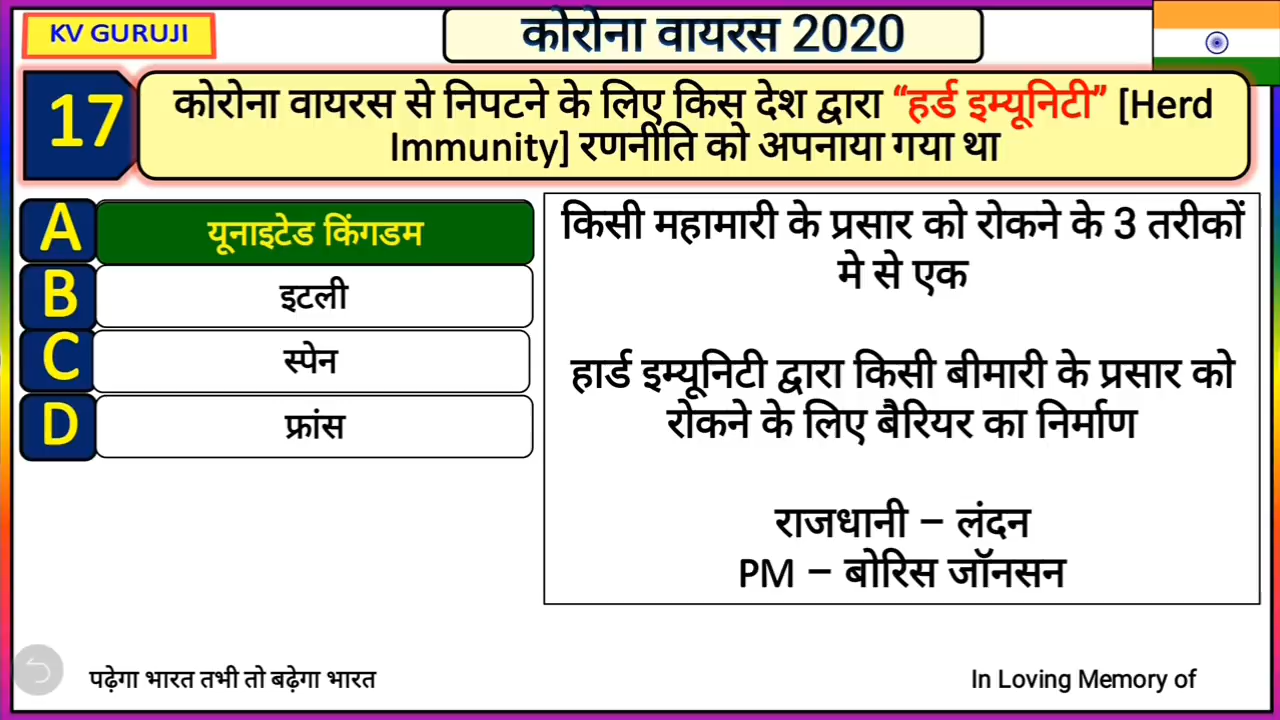 KV GURUJI
कोरोना वायरस 2020
17
कोरोना वायरस से निपटने के लिए किस देश द्वारा “हर्ड इम्यूनिटी” [Herd
Immunity] रणनीति को अपनाया गया था
A
यूनाइटेड किंगडम
B
इटली
C
स्पेन
D
फ्रांस
किसी महामारी के प्रसार को रोकने के 3 तरीकों
मे से एक
हार्ड इम्यूनिटी द्वारा किसी बीमारी के प्रसार को
रोकने के लिए बैरियर का निर्माण
राजधानी – लंदन
PM – बोरिस जॉनसन
पढ़ेगा भारत तभी तो बढ़ेगा भारत
In Loving Memory of